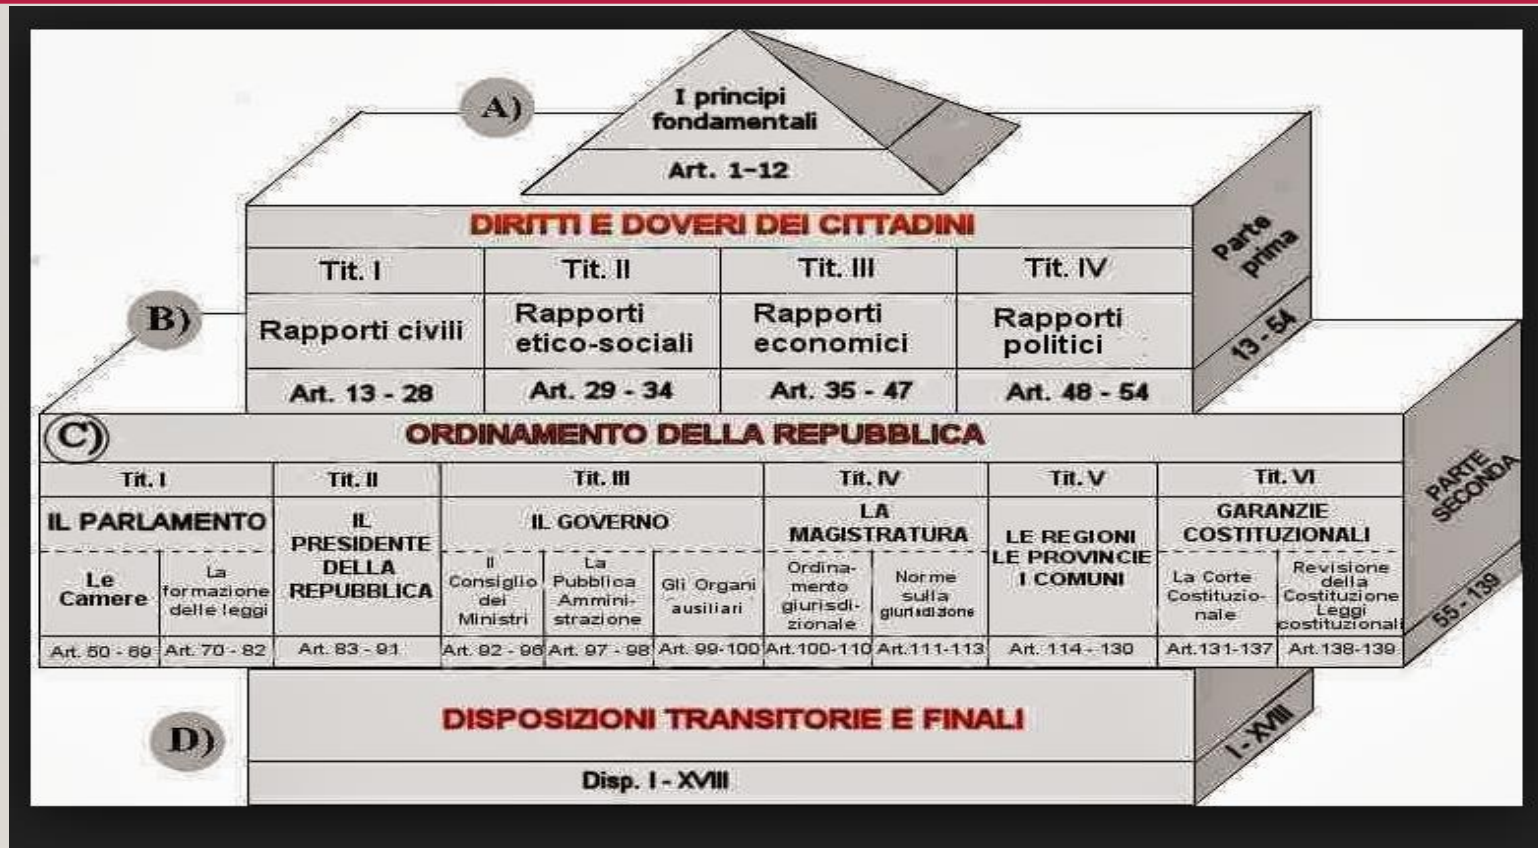 A)
I principi
fondamentali
Art. 1-12
DIRITTI E DOVERI DEI CITTADINI
Parte
prima
Tit. I
Tit. II
Tit. III
Tit. IV
B)
Rapporti civili
Rapporti
etico-sociali
Rapporti
economici
Rapporti
politici
13 - 54
Art. 13 - 28
Art. 29 - 34
Art. 35 - 47
Art. 48 - 54
C)
ORDINAMENTO DELLA REPUBBLICA
PARTE
SECONDA
Tit. I
Tit. II
Tit. III
Tit. IV
Tit. V
Tit. VI
IL PARLAMENTO
Le
Camere
La
formazione
delle leggi
IL
PRESIDENTE
DELLA
REPUBBLICA
IL GOVERNO
Il
Consiglio
dei
Ministri
La
Pubblica
Ammini-
strazione
Gli Organi
ausiliari
LA
MAGISTRATURA
Ordina-
mento
giurisdi-
zionale
Norme
sulla
giurisdizione
LE REGIONI
LE PROVINCIE
I COMUNI
GARANZIE
COSTITUZIONALI
La Corte
Costituzio-
nale
Revisione
della
Costituzione
Leggi
costituzionali
55 - 139
Art. 50 - 69
Art. 70 - 82
Art. 83 - 91
Art. 92 - 96
Art. 97 - 98
Art. 99-100
Art.100-110
Art.111-113
Art. 114 - 130
Art.131-137
Art.138-139
D)
DISPOSIZIONI TRANSITORIE E FINALI
I - XVIII
Disp. I - XVIII